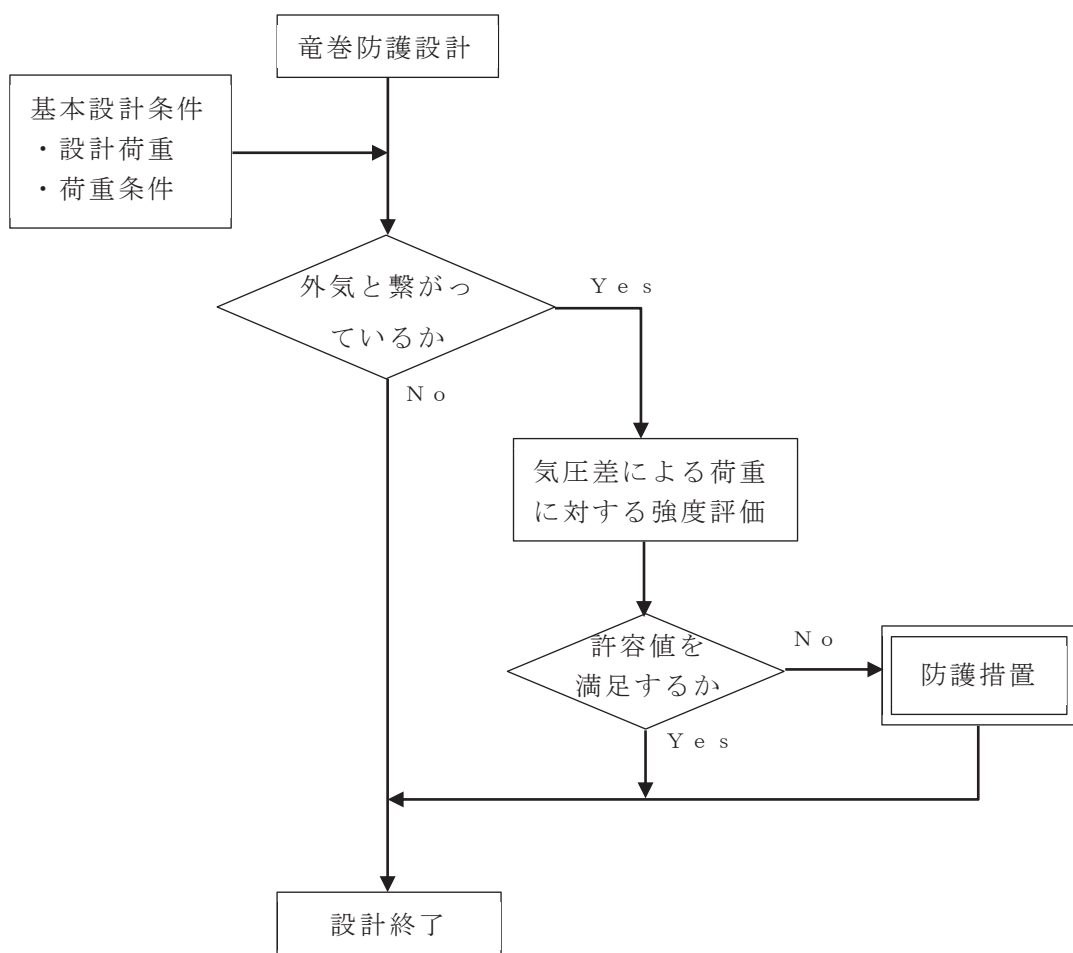 竜巻防護設計
基本設計条件
・設計荷重
・荷重条件
外気と繋がっ
ているか
Yes
No
気圧差による荷重
に対する強度評価
許容値を
満足するか
No
防護措置
Yes
設計終了